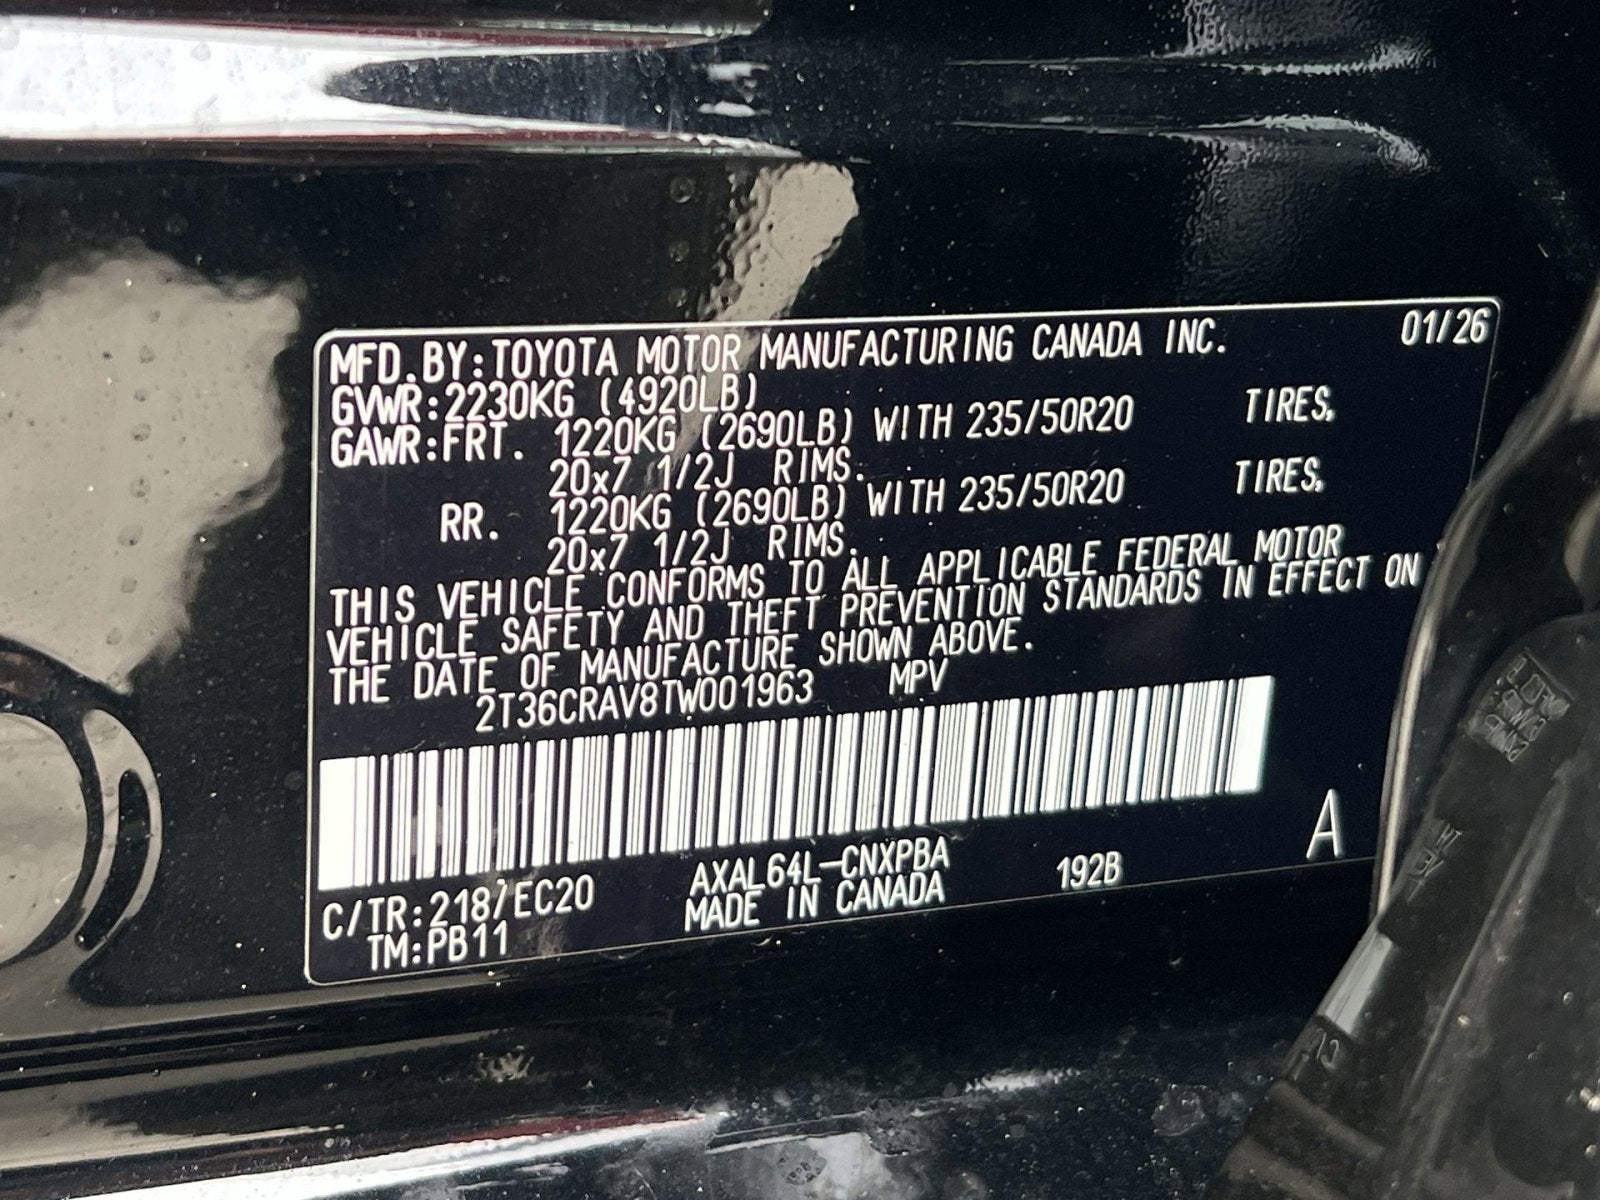 MFD.BY:TOYOTA MOTOR MANUFACTURING CANADA INC. 01/26
GVWR:2230KG (4920LB)
GAWR:FRT. 1220KG (2690LB) WITH 235/50R20 TIRES,
20x7 1/2J RIMS.
RR. 1220KG (2690LB) WITH 235/50R20 TIRES,
20x7 1/2J RIMS.
THIS VEHICLE CONFORMS TO ALL APPLICABLE FEDERAL MOTOR
VEHICLE SAFETY AND THEFT PREVENTION STANDARDS IN EFFECT ON
THE DATE OF MANUFACTURE SHOWN ABOVE.
2T36CRAV8TW001963 MPV
A
C/TR:218/EC20 AXAL64L-CNXPBA 192B
TM:PB11 MADE IN CANADA